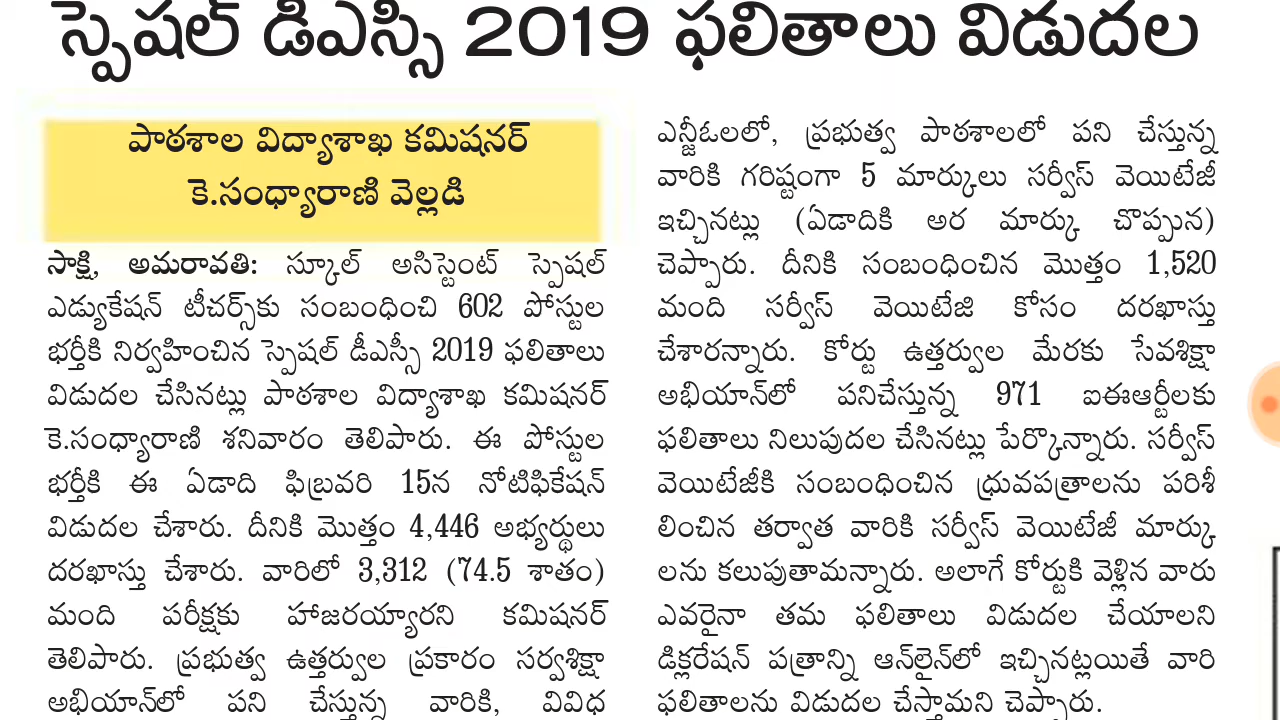 స్పెషల్ డీఎస్సీ 2019 ఫలితాలు విడుదల
పాఠశాల విద్యాశాఖ కమిషనర్
కె.సంధ్యారాణి వెల్లడి
సాక్షి, అమరావతి: స్కూల్ అసిస్టెంట్ స్పెషల్
ఎడ్యుకేషన్ టీచర్స్‌కు సంబంధించి 602 పోస్టుల
భర్తీకి నిర్వహించిన స్పెషల్ డీఎస్సీ 2019 ఫలితాలు
విడుదల చేసినట్లు పాఠశాల విద్యాశాఖ కమిషనర్
కె.సంధ్యారాణి శనివారం తెలిపారు. ఈ పోస్టుల
భర్తీకి ఈ ఏడాది ఫిబ్రవరి 15న నోటిఫికేషన్
విడుదల చేశారు. దీనికి మొత్తం 4,446 అభ్యర్థులు
దరఖాస్తు చేశారు. వారిలో 3,312 (74.5 శాతం)
మంది పరీక్షకు హాజరయ్యారని కమిషనర్
తెలిపారు. ప్రభుత్వ ఉత్తర్వుల ప్రకారం సర్వశిక్షా
అభియాన్‌లో పని చేస్తున్న వారికి, వివిధ
ఎన్జీఓలలో, ప్రభుత్వ పాఠశాలలో పని చేస్తున్న
వారికి గరిష్టంగా 5 మార్కులు సర్వీస్ వెయిటేజీ
ఇచ్చినట్లు (ఏడాదికి అర మార్కు చొప్పున)
చెప్పారు. దీనికి సంబంధించిన మొత్తం 1,520
మంది సర్వీస్ వెయిటేజి కోసం దరఖాస్తు
చేశారన్నారు. కోర్టు ఉత్తర్వుల మేరకు సేవశిక్షా
అభియాన్‌లో పనిచేస్తున్న 971 ఐఈఆర్టీలకు
ఫలితాలు నిలుపుదల చేసినట్లు పేర్కొన్నారు. సర్వీస్
వెయిటేజీకి సంబంధించిన ధ్రువపత్రాలను పరిశీ
లించిన తర్వాత వారికి సర్వీస్ వెయిటేజీ మార్కు
లను కలుపుతామన్నారు. అలాగే కోర్టుకి వెళ్లిన వారు
ఎవరైనా తమ ఫలితాలు విడుదల చేయాలని
డిక్లరేషన్ పత్రాన్ని ఆన్‌లైన్‌లో ఇచ్చినట్లయితే వారి
ఫలితాలను విడుదల చేస్తామని చెప్పారు.